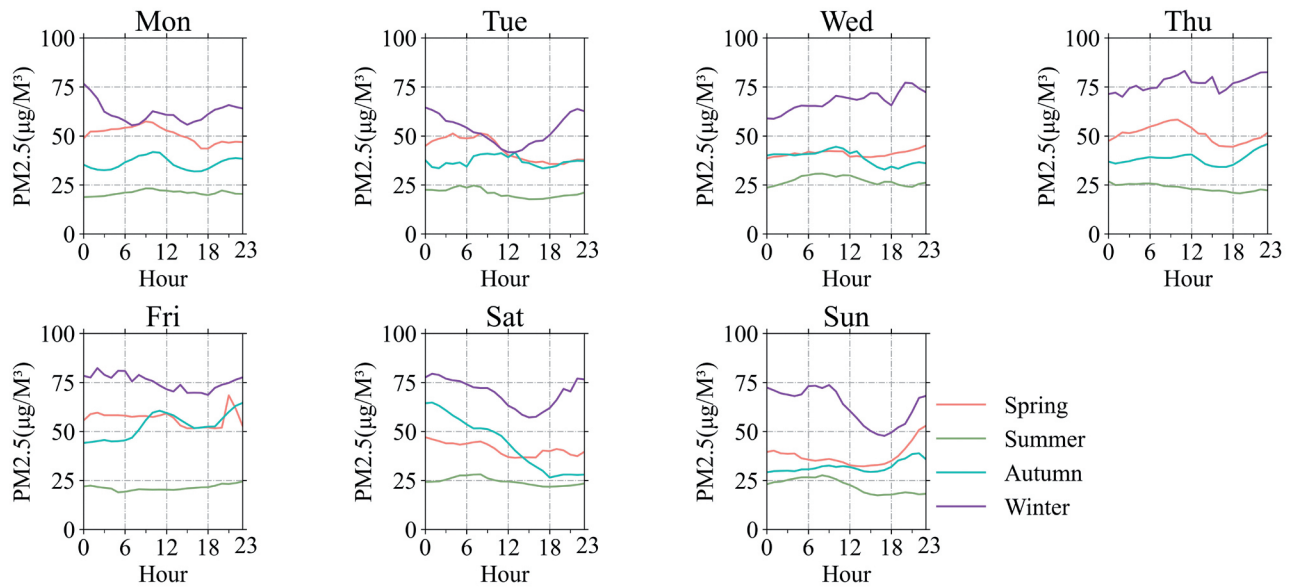 Mon
PM2.5(μg/M³)
100
75
50
25
0
0 6 12 18 23
Hour
Tue
PM2.5(μg/M³)
100
75
50
25
0
0 6 12 18 23
Hour
Wed
PM2.5(μg/M³)
100
75
50
25
0
0 6 12 18 23
Hour
Thu
PM2.5(μg/M³)
100
75
50
25
0
0 6 12 18 23
Hour
Fri
PM2.5(μg/M³)
100
75
50
25
0
0 6 12 18 23
Hour
Sat
PM2.5(μg/M³)
100
75
50
25
0
0 6 12 18 23
Hour
Sun
PM2.5(μg/M³)
100
75
50
25
0
0 6 12 18 23
Hour
Spring
Summer
Autumn
Winter